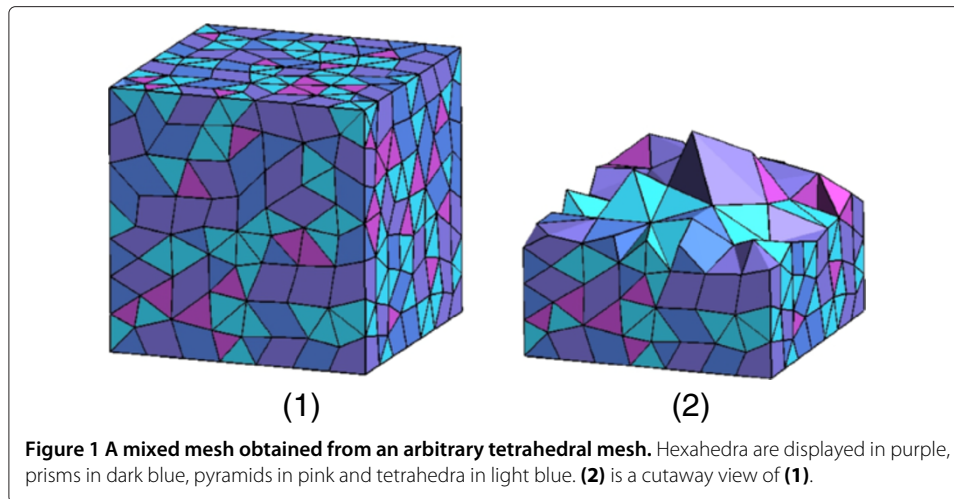 (1)
(2)
Figure 1 A mixed mesh obtained from an arbitrary tetrahedral mesh. Hexahedra are displayed in purple,
prisms in dark blue, pyramids in pink and tetrahedra in light blue. (2) is a cutaway view of (1).